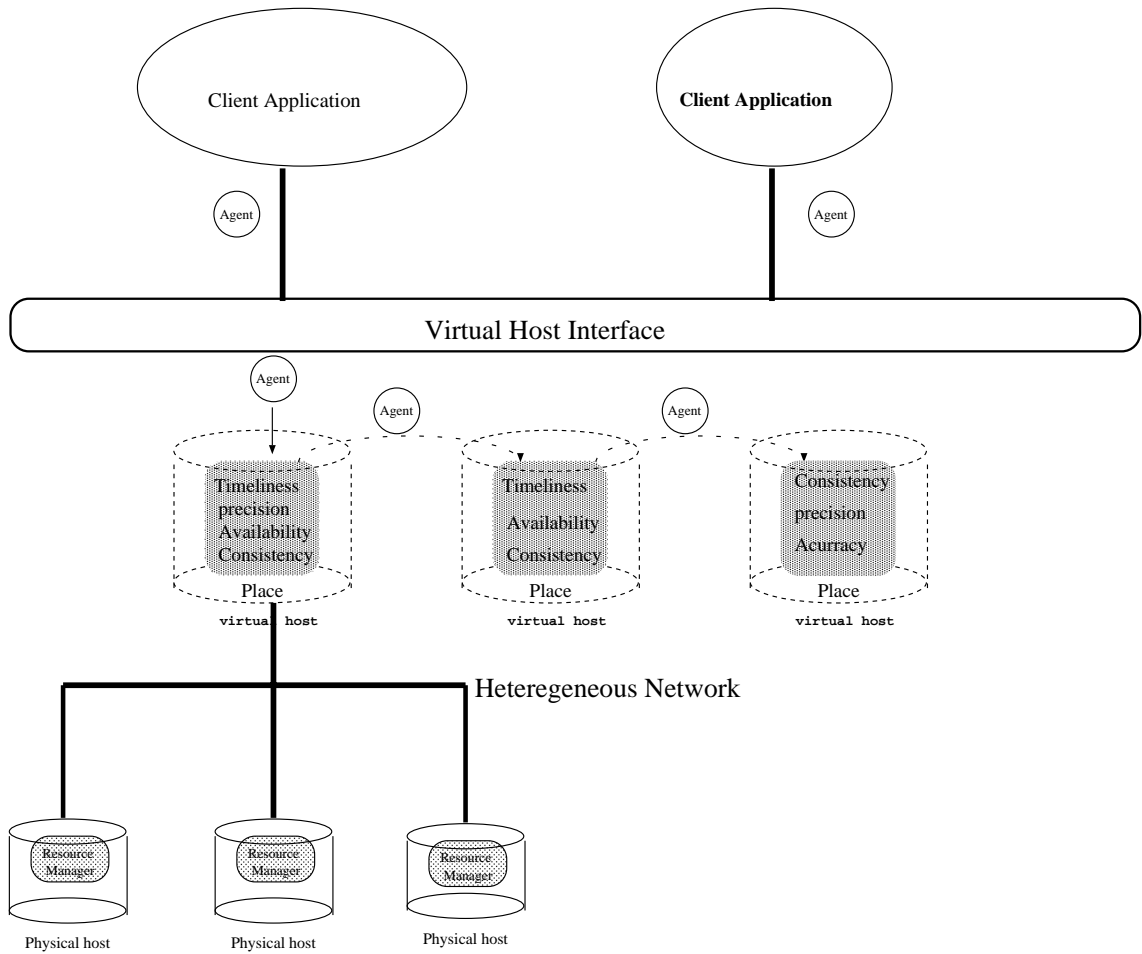 Client Application
Client Application
Agent
Agent
Virtual Host Interface
Agent
Agent
Agent
Timeliness
precision
Availability
Consistency
Place
virtual host
Timeliness
Availability
Consistency
Place
virtual host
Consistency
precision
Acurracy
Place
virtual host
Heteregeneous Network
Resource
Manager
Physical host
Resource
Manager
Physical host
Resource
Manager
Physical host